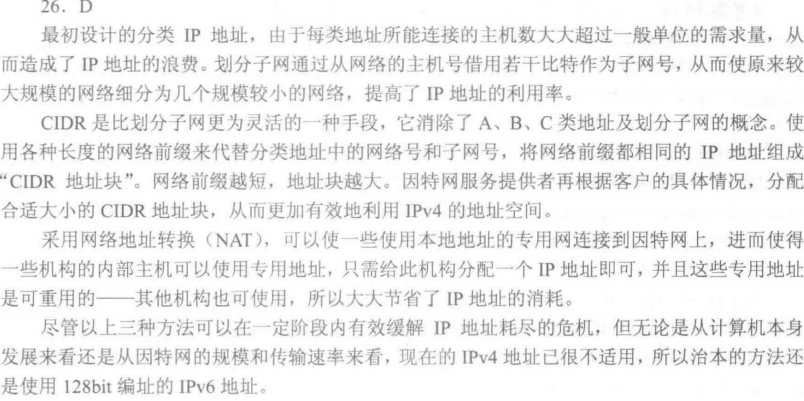 26. D
最初设计的分类 IP 地址，由于每类地址所能连接的主机数大大超过一般单位的需求量，从
而造成了 IP 地址的浪费。划分子网通过从网络的主机号借用若干比特作为子网号，从而使原来较
大规模的网络细分为几个规模较小的网络，提高了 IP 地址的利用率。
CIDR 是比划分子网更为灵活的一种手段，它消除了 A、B、C 类地址及划分子网的概念。使
用各种长度的网络前缀来代替分类地址中的网络号和子网号，将网络前缀都相同的 IP 地址组成
“CIDR 地址块”。网络前缀越短，地址块越大。因特网服务提供者再根据客户的具体情况，分配
合适大小的 CIDR 地址块，从而更加有效地利用 IPv4 的地址空间。
采用网络地址转换（NAT），可以使一些使用本地地址的专用网连接到因特网上，进而使得
一些机构的内部主机可以使用专用地址，只需给此机构分配一个 IP 地址即可，并且这些专用地址
是可重用的——其他机构也可使用，所以大大节省了 IP 地址的消耗。
尽管以上三种方法可以在一定阶段内有效缓解 IP 地址耗尽的危机，但无论是从计算机本身
发展来看还是从因特网的规模和传输速率来看，现在的 IPv4 地址已很不适用，所以治本的方法还
是使用 128bit 编址的 IPv6 地址。